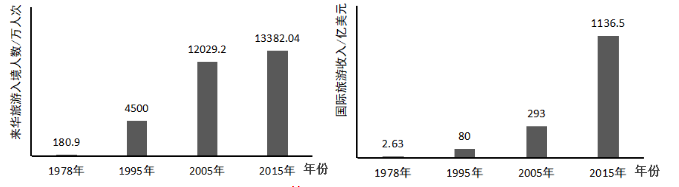 来华旅游入境人数/万人次
13382.04
12029.2
4500
180.9
1978年 1995年 2005年 2015年 年份
国际旅游收入/亿美元
1136.5
293
80
2.63
1978年 1995年 2005年 2015年 年份